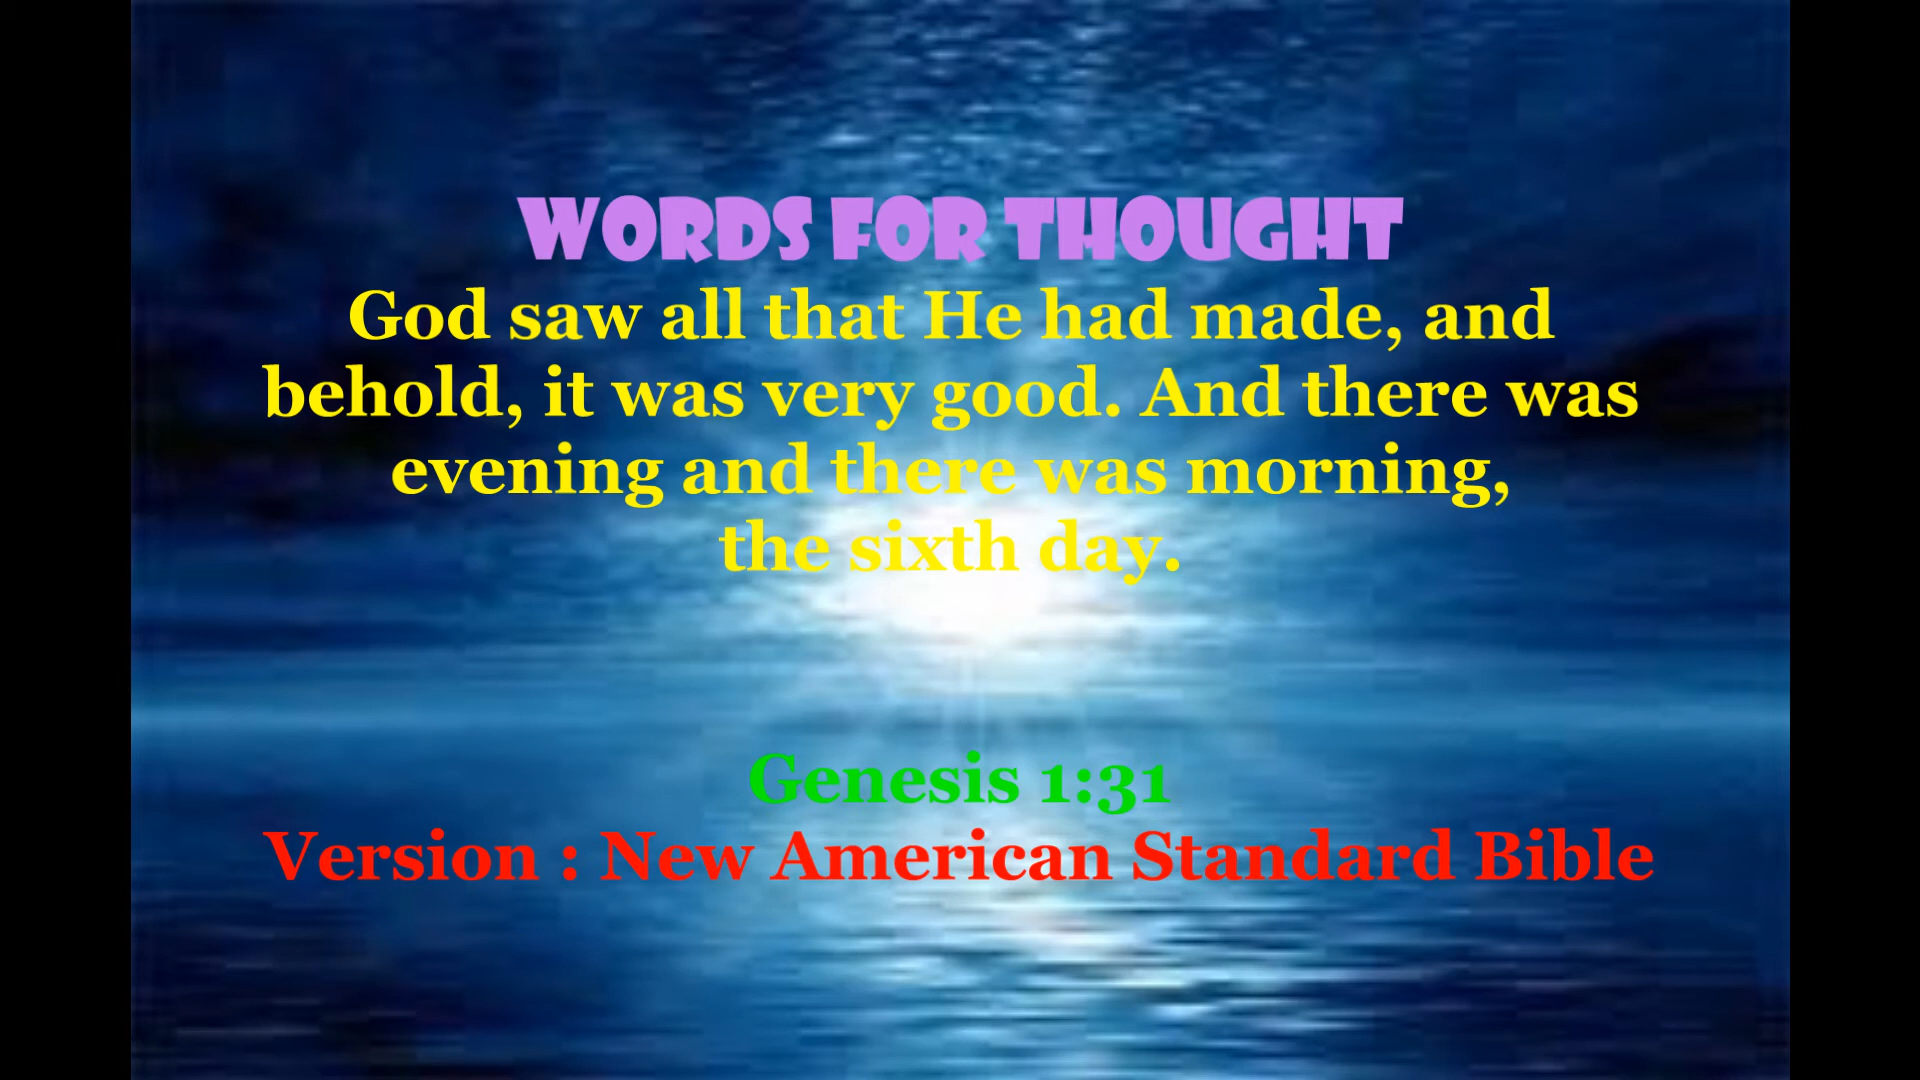 WORDS FOR THOUGHT
God saw all that He had made, and
behold, it was very good. And there was
evening and there was morning,
the sixth day.
Genesis 1:31
Version : New American Standard Bible